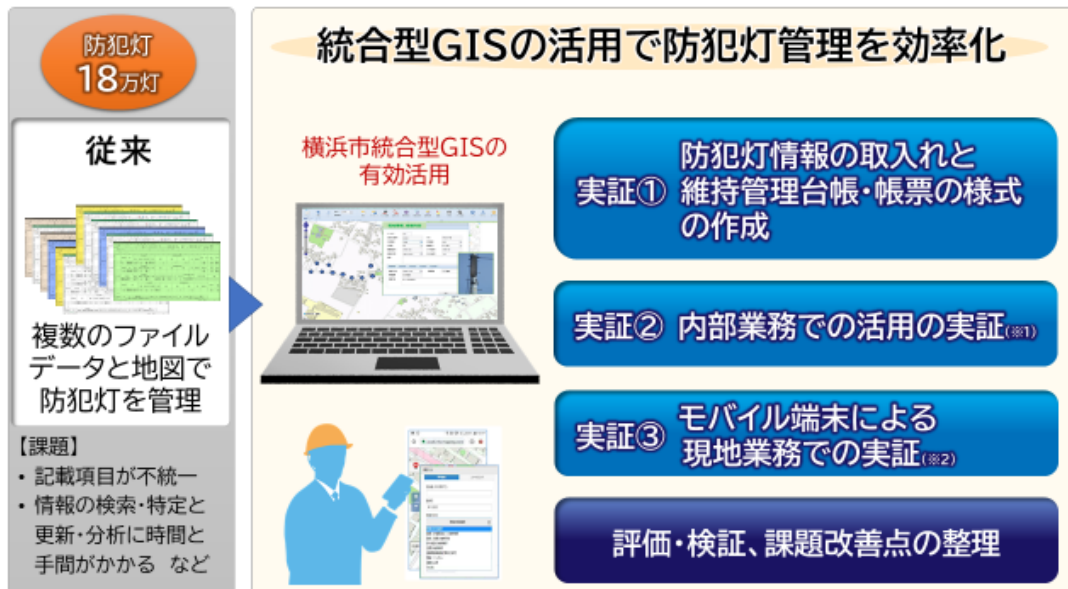 防犯灯
18万灯
従来
複数のファイル
データと地図で
防犯灯を管理
【課題】
・記載項目が不統一
・情報の検索・特定と
更新・分析に時間と
手間がかかる など
統合型GISの活用で防犯灯管理を効率化
横浜市統合型GISの
有効活用
実証① 防犯灯情報の取入れと
維持管理台帳・帳票の様式
の作成
実証② 内部業務での活用の実証(※1)
実証③ モバイル端末による
現地業務での実証(※2)
評価・検証、課題改善点の整理